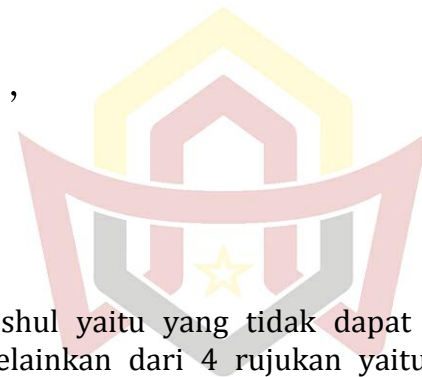 ,
shul yaitu yang tidak dapat
elainkan dari 4 rujukan yaitu